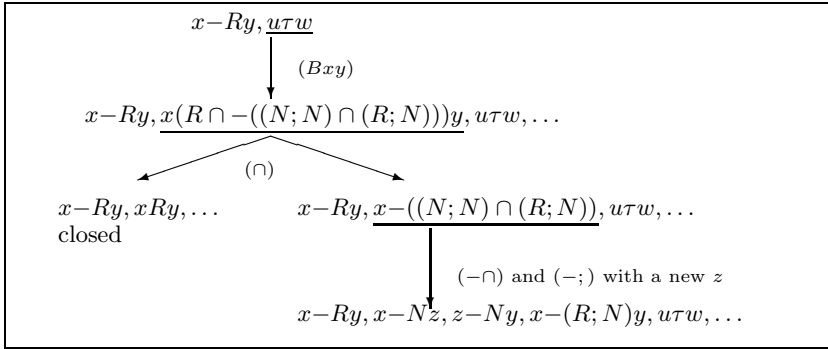 x−Ry, uτw
(Bxy)
x−Ry, x(R ∩ −((N; N) ∩ (R; N)))y, uτw, . . .
(∩)
x−Ry, xRy, . . .
x−Ry, x−((N; N) ∩ (R; N)), uτw, . . .
closed
(−∩) and (−;) with a new z
x−Ry, x−Nz, z−Ny, x−(R; N)y, uτw, . . .